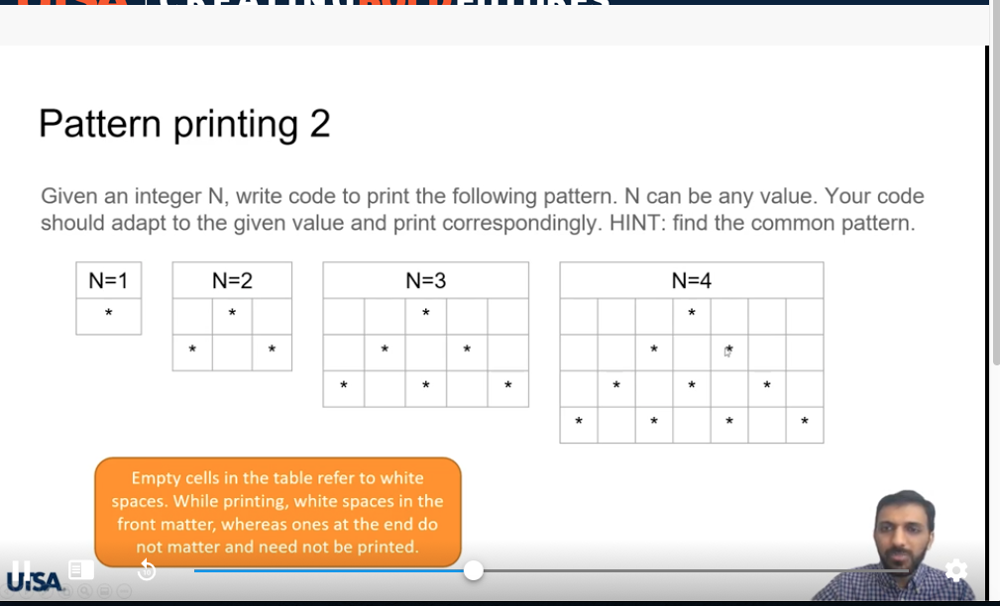 Pattern printing 2
Given an integer N, write code to print the following pattern. N can be any value. Your code
should adapt to the given value and print correspondingly. HINT: find the common pattern.
N=1 N=2 N=3 N=4
* * * *
* * * * * *
* * * * * *
* * * *
Empty cells in the table refer to white
spaces. While printing, white spaces in the
front matter, whereas ones at the end do
not matter and need not be printed.
10
UTSA